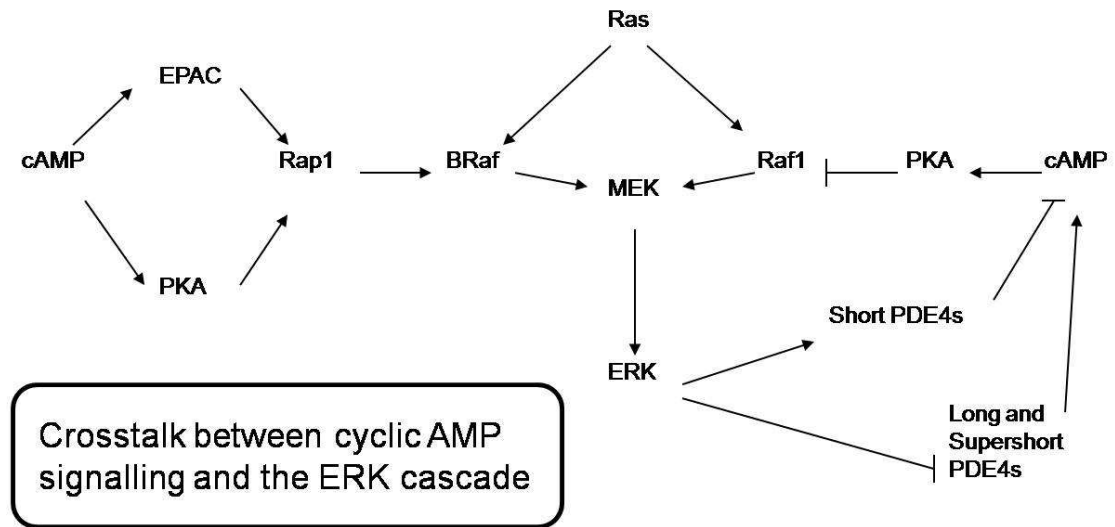 Ras
EPAC
cAMP
Rap1
BRaf
Raf1
PKA
cAMP
MEK
PKA
Short PDE4s
ERK
Long and
Supershort
PDE4s
Crosstalk between cyclic AMP
signalling and the ERK cascade